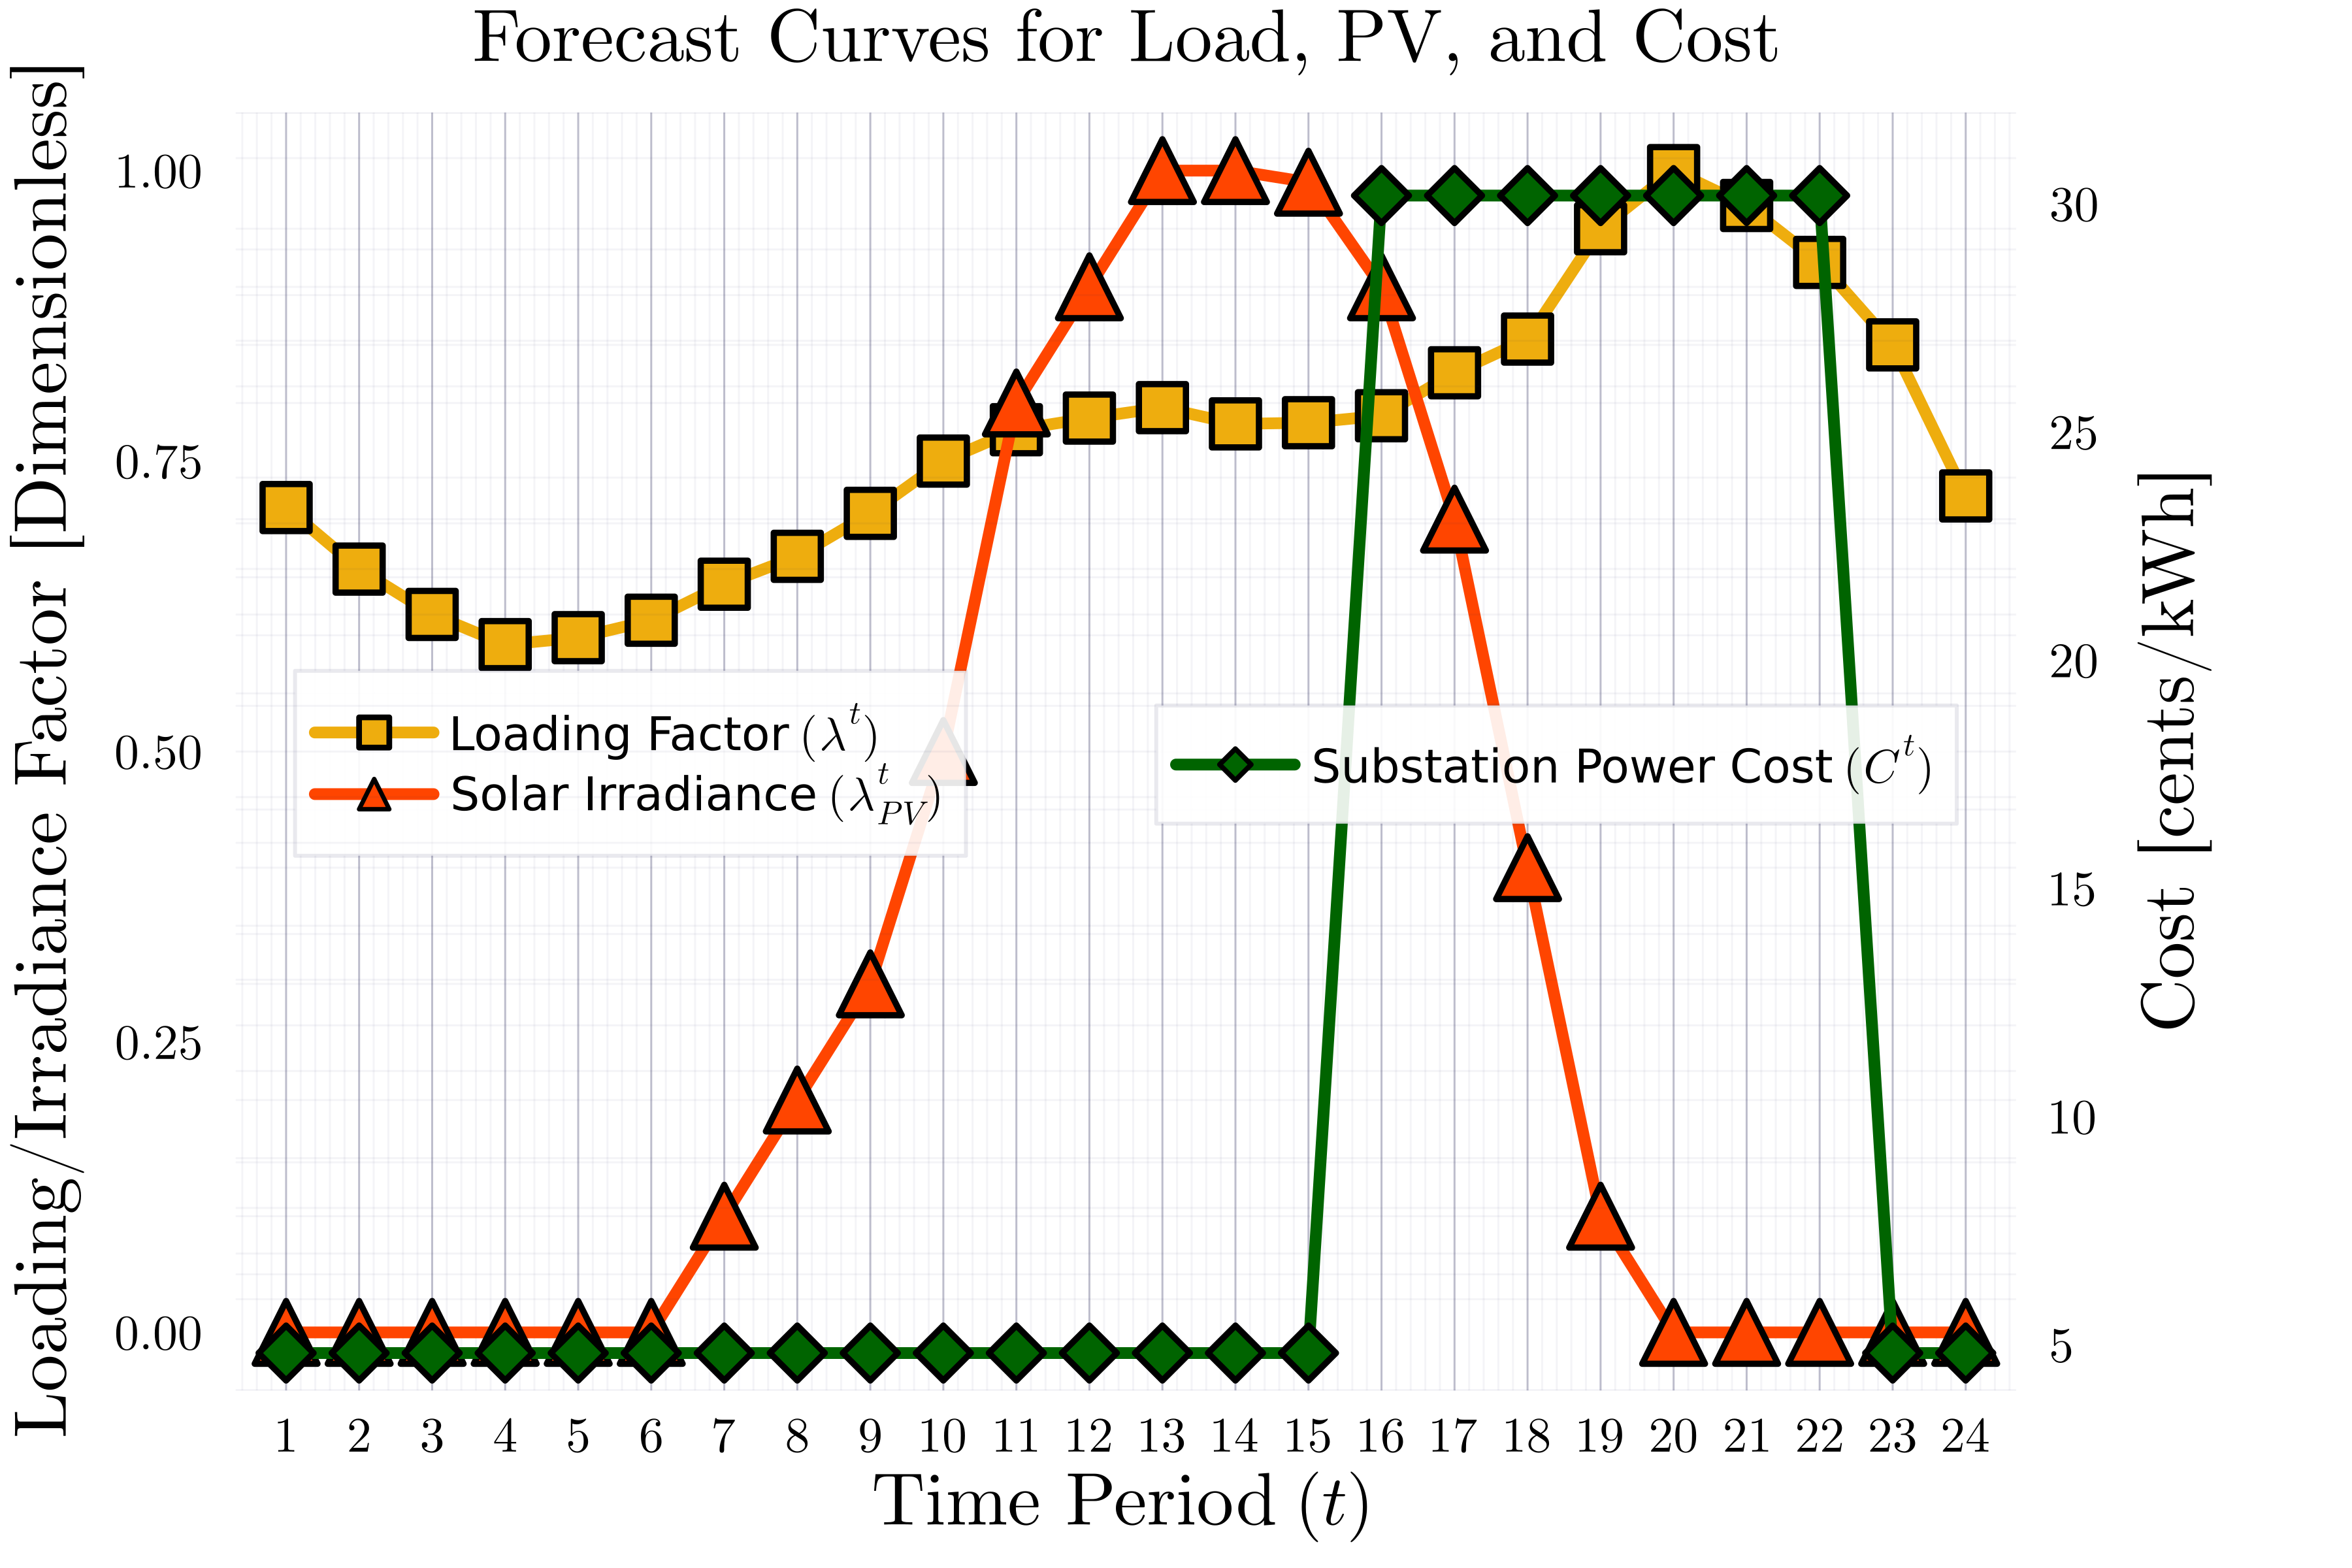 Forecast Curves for Load, PV, and Cost
Loading/Irradiance Factor [Dimensionless]
1.00
0.75
0.50
0.25
0.00
Loading Factor (λ^t)
Solar Irradiance (λ^t_PV)
Substation Power Cost (C^t)
30
25
20
15
10
5
Cost [cents/kWh]
1 2 3 4 5 6 7 8 9 10 11 12 13 14 15 16 17 18 19 20 21 22 23 24
Time Period (t)